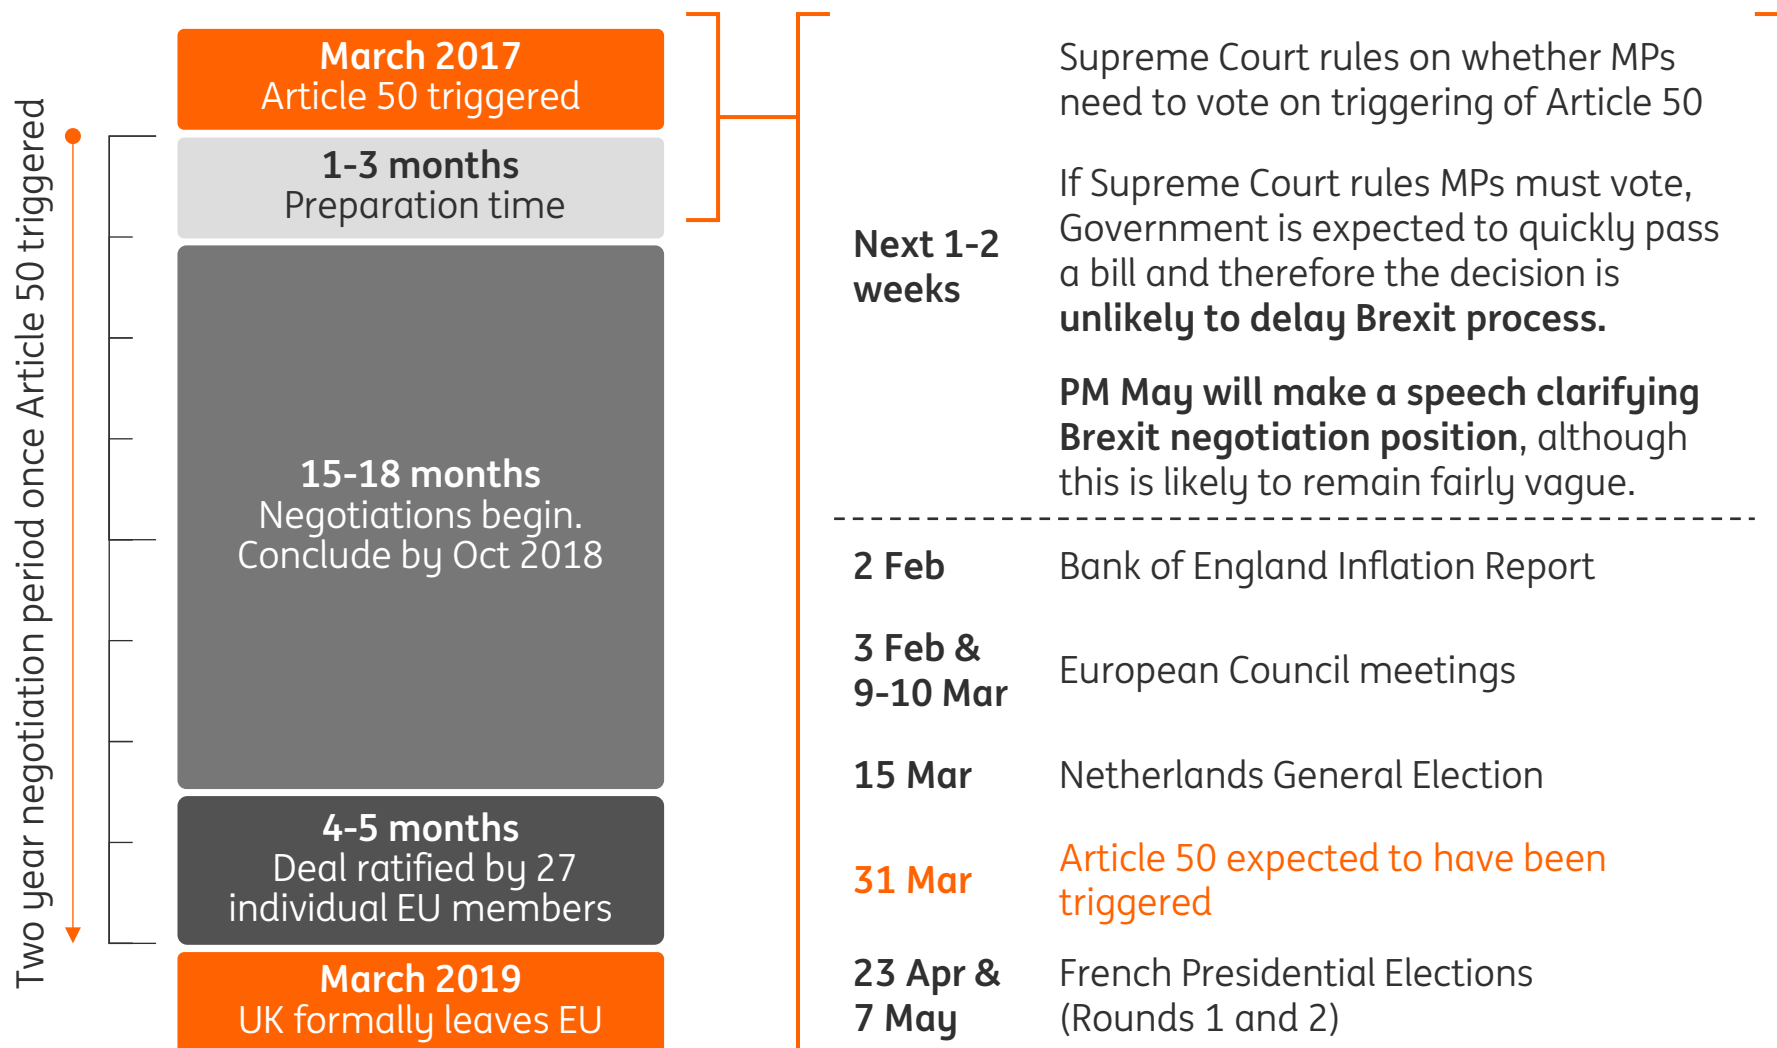 Two year negotiation period once Article 50 triggered
March 2017
Article 50 triggered
1-3 months
Preparation time
15-18 months
Negotiations begin.
Conclude by Oct 2018
4-5 months
Deal ratified by 27
individual EU members
March 2019
UK formally leaves EU
Next 1-2
weeks
Supreme Court rules on whether MPs
need to vote on triggering of Article 50
If Supreme Court rules MPs must vote,
Government is expected to quickly pass
a bill and therefore the decision is
unlikely to delay Brexit process.
PM May will make a speech clarifying
Brexit negotiation position, although
this is likely to remain fairly vague.
2 Feb
Bank of England Inflation Report
3 Feb &
9-10 Mar
European Council meetings
15 Mar
Netherlands General Election
31 Mar
Article 50 expected to have been
triggered
23 Apr &
7 May
French Presidential Elections
(Rounds 1 and 2)